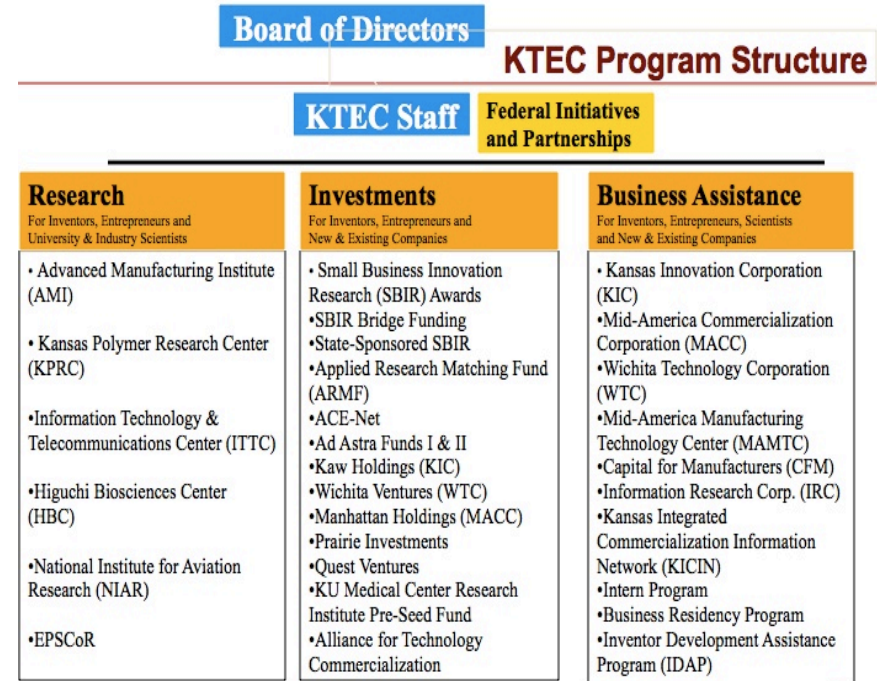 Board of Directors
KTEC Program Structure
KTEC Staff
Federal Initiatives
and Partnerships
Research
For Inventors, Entrepreneurs and
University & Industry Scientists
• Advanced Manufacturing Institute
(AMI)
• Kansas Polymer Research Center
(KPRC)
•Information Technology &
Telecommunications Center (ITTC)
•Higuchi Biosciences Center
(HBC)
•National Institute for Aviation
Research (NIAR)
•EPSCoR
Investments
For Inventors, Entrepreneurs and
New & Existing Companies
• Small Business Innovation
Research (SBIR) Awards
•SBIR Bridge Funding
•State-Sponsored SBIR
•Applied Research Matching Fund
(ARMF)
•ACE-Net
•Ad Astra Funds I & II
•Kaw Holdings (KIC)
•Wichita Ventures (WTC)
•Manhattan Holdings (MACC)
•Prairie Investments
•Quest Ventures
•KU Medical Center Research
Institute Pre-Seed Fund
•Alliance for Technology
Commercialization
Business Assistance
For Inventors, Entrepreneurs, Scientists
and New & Existing Companies
• Kansas Innovation Corporation
(KIC)
•Mid-America Commercialization
Corporation (MACC)
•Wichita Technology Corporation
(WTC)
•Mid-America Manufacturing
Technology Center (MAMTC)
•Capital for Manufacturers (CFM)
•Information Research Corp. (IRC)
•Kansas Integrated
Commercialization Information
Network (KICIN)
•Intern Program
•Business Residency Program
•Inventor Development Assistance
Program (IDAP)